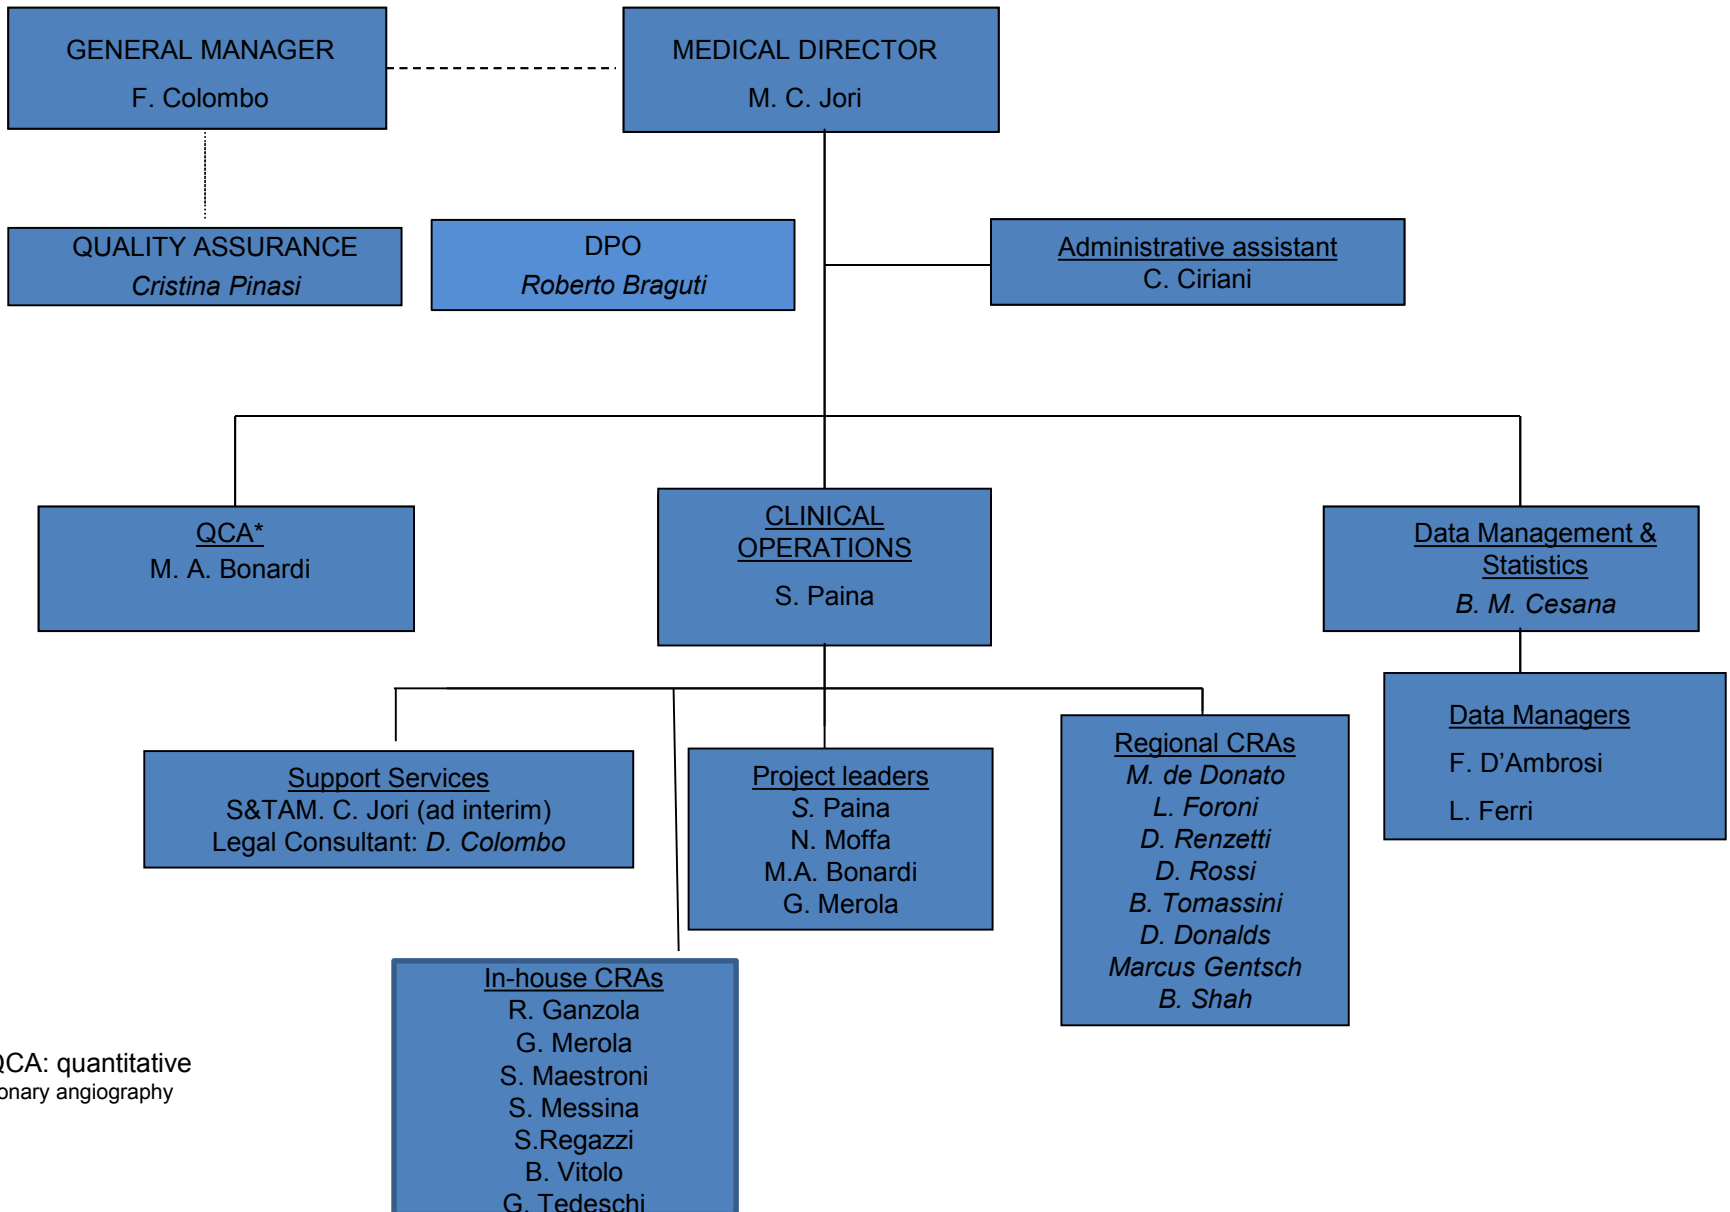 GENERAL MANAGER
F. Colombo
MEDICAL DIRECTOR
M. C. Jori
QUALITY ASSURANCE
Cristina Pinasi
DPO
Roberto Braguti
Administrative assistant
C. Ciriani
QCA*
M. A. Bonardi
CLINICAL
OPERATIONS
S. Paina
Data Management &
Statistics
B. M. Cesana
Support Services
S&TAM. C. Jori (ad interim)
Legal Consultant: D. Colombo
Project leaders
S. Paina
N. Moffa
M.A. Bonardi
G. Merola
Regional CRAs
M. de Donato
L. Foroni
D. Renzetti
D. Rossi
B. Tomassini
D. Donalds
Marcus Gentsch
B. Shah
Data Managers
F. D'Ambrosi
L. Ferri
In-house CRAs
R. Ganzola
G. Merola
S. Maestroni
S. Messina
S.Regazzi
B. Vitolo
G. Tedeschi
QCA: quantitative
onary angiography